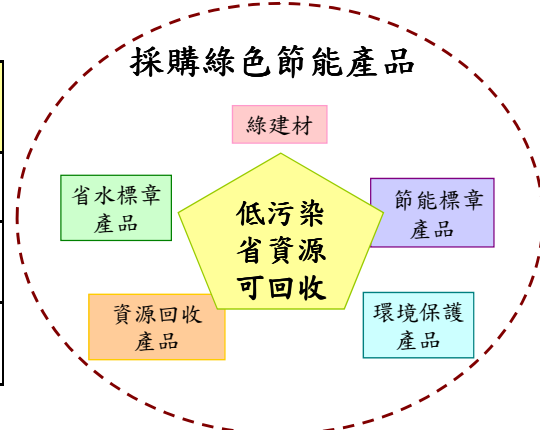 採購綠色節能產品
綠建材
省水標章
產品
節能標章
產品
低污染
省資源
可回收
資源回收
產品
環境保護
產品